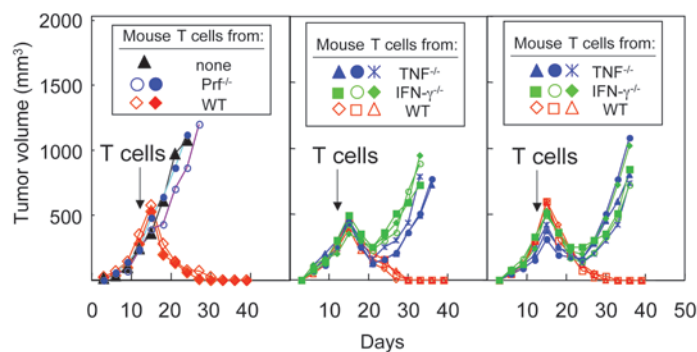 Tumor volume (mm³)
2000
1500
1000
500
0
Mouse T cells from:
none
Prf-/-
WT
T cells
Mouse T cells from:
TNF-/-
IFN-γ-/-
WT
T cells
Mouse T cells from:
TNF-/-
IFN-γ-/-
WT
T cells
0 10 20 30 40 10 20 30 40 10 20 30 40 50
Days